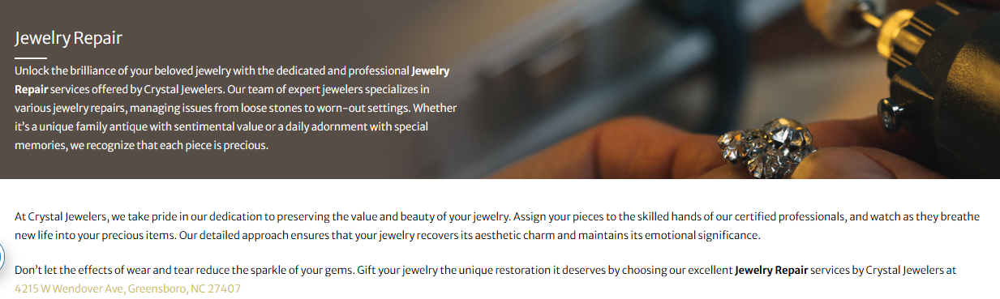 Jewelry Repair
Unlock the brilliance of your beloved jewelry with the dedicated and professional Jewelry
Repair services offered by Crystal Jewelers. Our team of expert jewelers specializes in
various jewelry repairs, managing issues from loose stones to worn-out settings. Whether
it’s a unique family antique with sentimental value or a daily adornment with special
memories, we recognize that each piece is precious.
At Crystal Jewelers, we take pride in our dedication to preserving the value and beauty of your jewelry. Assign your pieces to the skilled hands of our certified professionals, and watch as they breathe
new life into your precious items. Our detailed approach ensures that your jewelry recovers its aesthetic charm and maintains its emotional significance.
Don’t let the effects of wear and tear reduce the sparkle of your gems. Gift your jewelry the unique restoration it deserves by choosing our excellent Jewelry Repair services by Crystal Jewelers at
4215 W Wendover Ave, Greensboro, NC 27407